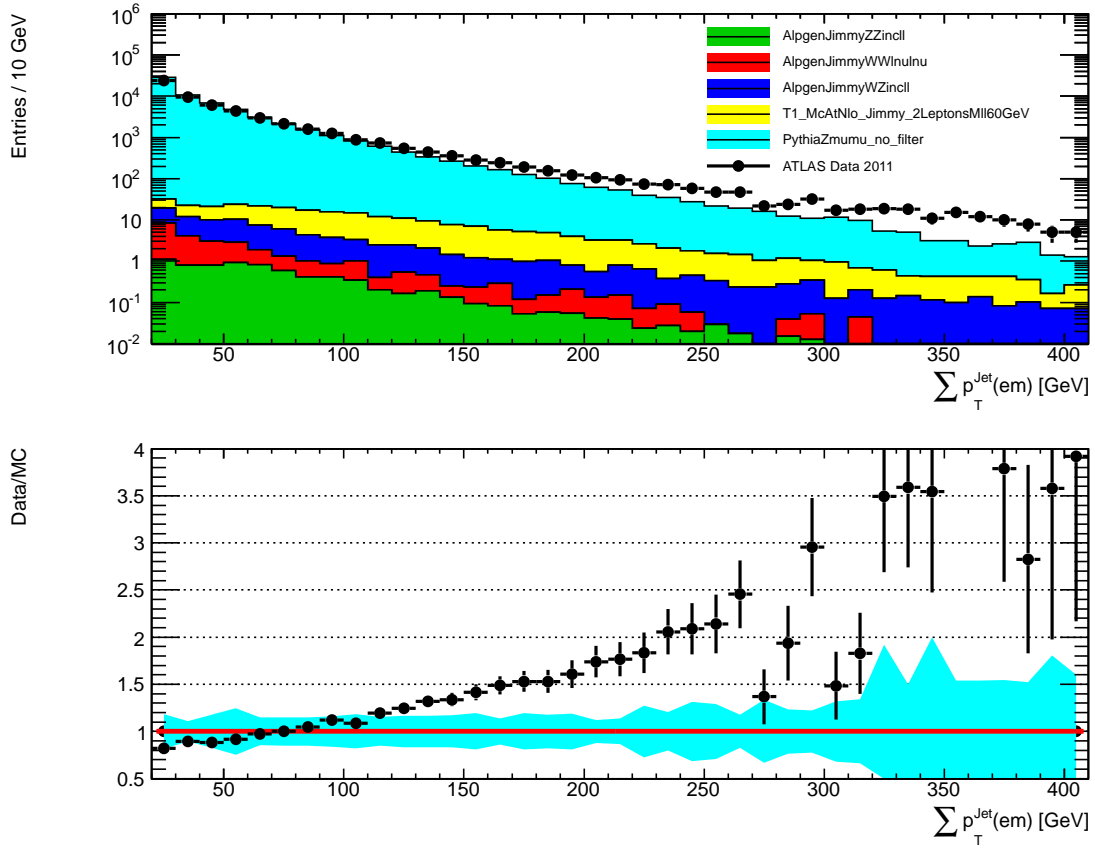 Entries / 10 GeV
10^6
10^5
10^4
10^3
10^2
10
1
10^-1
10^-2
AlpgenJimmyZZincll
AlpgenJimmyWWlnulnu
AlpgenJimmyWZincll
T1_McAtNlo_Jimmy_2LeptonsMll60GeV
PythiaZmumu_no_filter
ATLAS Data 2011
50 100 150 200 250 300 350 400
∑ p_T^Jet(em) [GeV]
Data/MC
4
3.5
3
2.5
2
1.5
1
0.5
50 100 150 200 250 300 350 400
∑ p_T^Jet(em) [GeV]